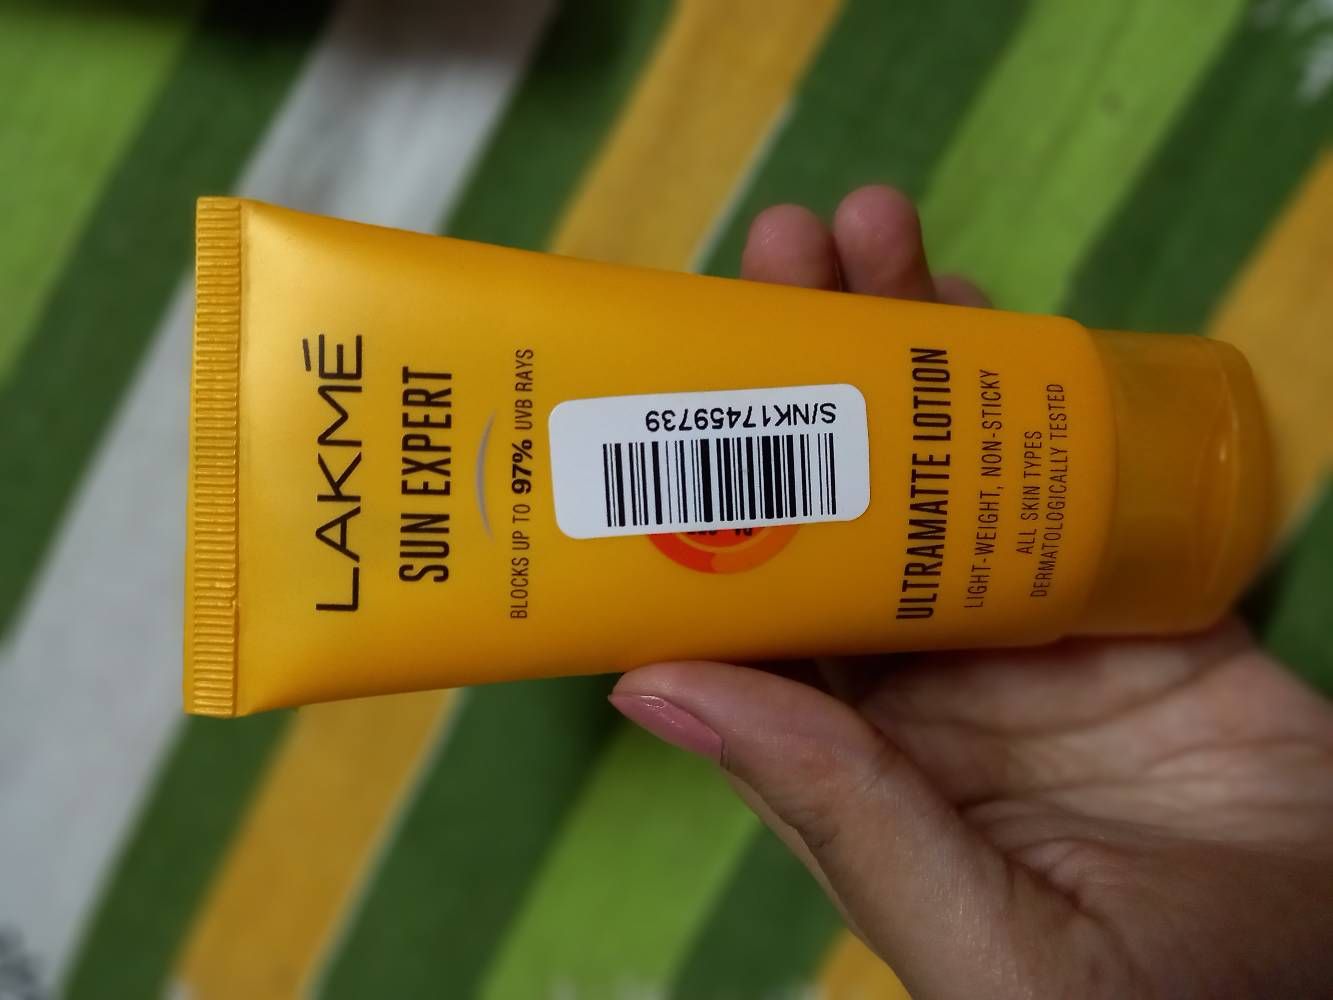 LAKMĒ
SUN EXPERT
BLOCKS UP TO 97% UVB RAYS
S/NK17459739
ULTRAMATTE LOTION
LIGHT-WEIGHT, NON-STICKY
ALL SKIN TYPES
DERMATOLOGICALLY TESTED